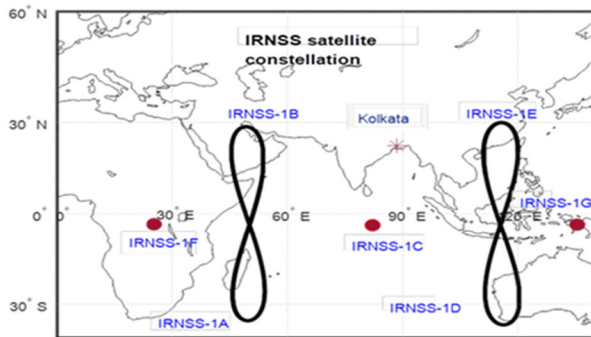 60° N
IRNSS satellite
constellation
IRNSS-1B
Kolkata
IRNSS-1E
30° N
IRNSS-1G
0° E
30° E
60° E
90° E
120° E
IRNSS-1F
IRNSS-1C
30° S
IRNSS-1A
IRNSS-1D